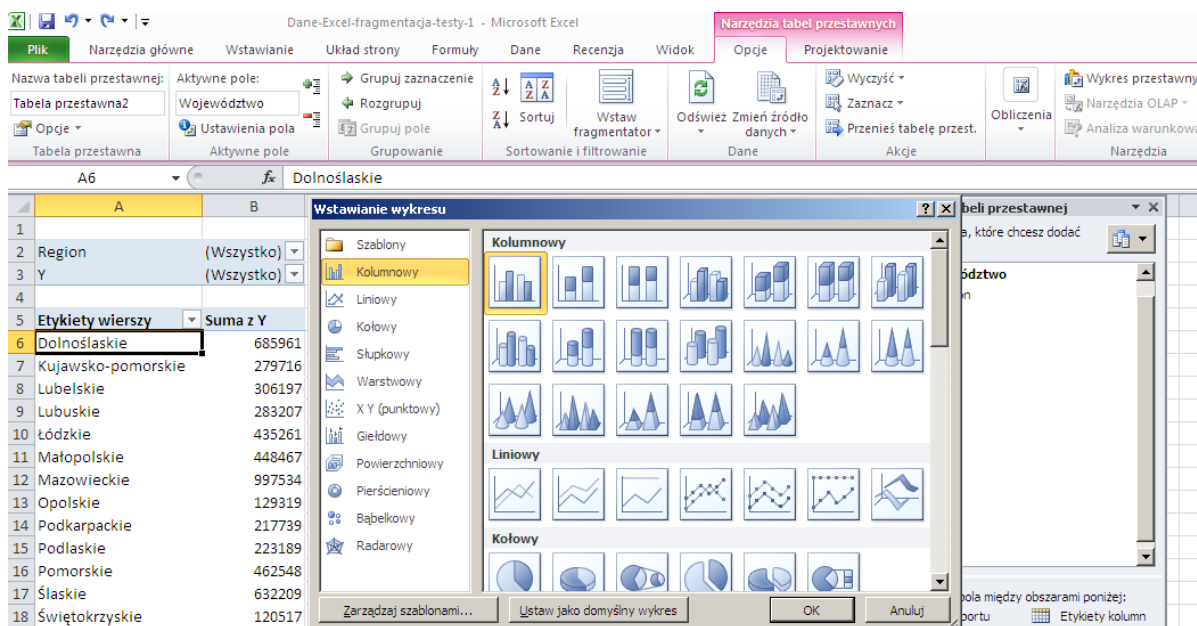 Dane-Excel-fragmentacja-testy-1 - Microsoft Excel
Narzędzia tabel przestawnych
Plik Narzędzia główne Wstawianie Układ strony Formuły Dane Recenzja Widok Opcje Projektowanie
Nazwa tabeli przestawnej:
Tabela przestawna2
Opcje
Tabela przestawna
Aktywne pole:
Województwo
Ustawienia pola
Aktywne pole
Grupuj zaznaczenie
Rozgrupuj
Grupuj pole
Grupowanie
Sortuj
Wstaw
fragmentator
Sortowanie i filtrowanie
Odśwież
Zmień źródło
danych
Dane
Wyczyść
Zaznacz
Przenieś tabelę przest.
Akcje
Obliczenia
Wykres przestawny
Narzędzia OLAP
Analiza warunkowa
Narzędzia
A6 fx Dolnoślaskie
A B
1
2 Region (Wszystko)
3 Y (Wszystko)
4
5 Etykiety wierszy Suma z Y
6 Dolnoślaskie 685961
7 Kujawsko-pomorskie 279716
8 Lubelskie 306197
9 Lubuskie 283207
10 Łódzkie 435261
11 Małopolskie 448467
12 Mazowieckie 997534
13 Opolskie 129319
14 Podkarpackie 217739
15 Podlaskie 223189
16 Pomorskie 462548
17 Ślaskie 632209
18 Świętokrzyskie 120517
Wstawianie wykresu
Szablony
Kolumnowy
Liniowy
Kołowy
Słupkowy
Warstwowy
X Y (punktowy)
Giełdowy
Powierzchniowy
Pierścieniowy
Bąbelkowy
Radarowy
Kolumnowy
Liniowy
Kołowy
Zarządzaj szablonami...
Ustaw jako domyślny wykres
OK
Anuluj
beli przestawnej
a, które chcesz dodać
ództwo
on
pola między obszarami poniżej:
portu Etykiety kolumn